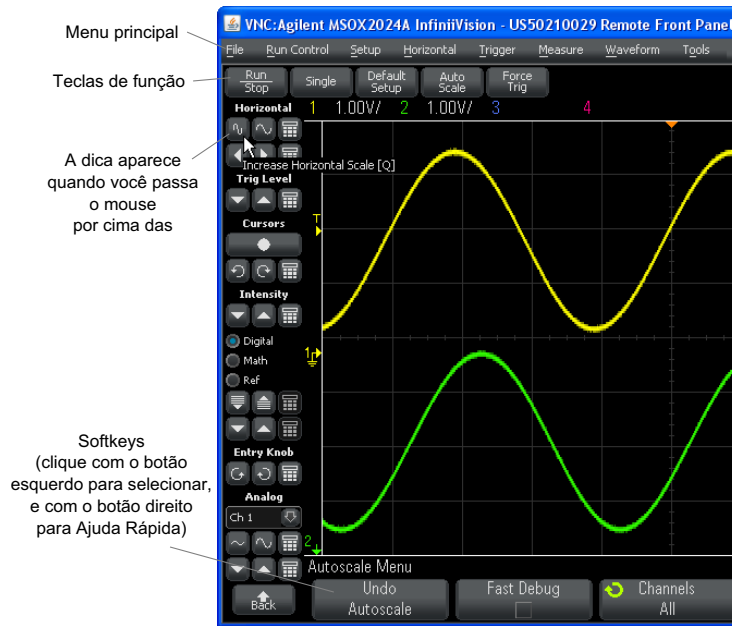 VNC:Agilent MSOX2024A InfiniiVision - US50210029 Remote Front Panel
Menu principal
File Run Control Setup Horizontal Trigger Measure Waveform Tools
Teclas de função
Run
Stop
Single
Default
Setup
Auto
Scale
Force
Trig
Horizontal
1 1.00V/ 2 1.00V/ 3 4
A dica aparece
quando você passa
o mouse
por cima das
Increase Horizontal Scale [Q]
Trig Level
T
Cursors
Intensity
Digital
Math
Ref
1
Softkeys
(clique com o botão
esquerdo para selecionar,
e com o botão direito
para Ajuda Rápida)
Entry Knob
Analog
Ch 1
2
Autoscale Menu
Back
Undo
Autoscale
Fast Debug
Channels
All